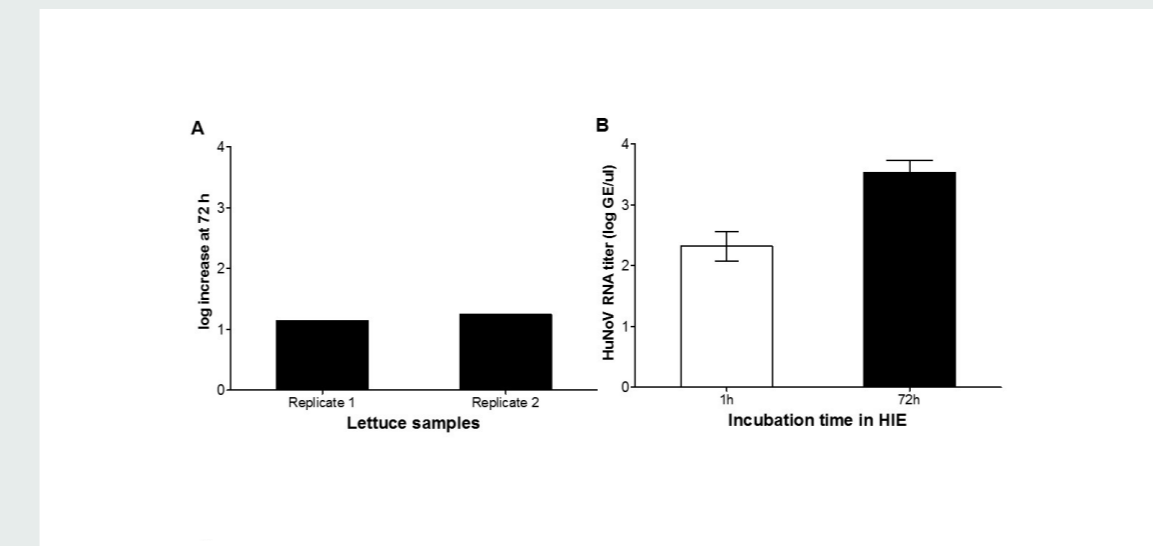 A
log increase at 72 h
4
3
2
1
0
Replicate 1
Replicate 2
Lettuce samples
B
HuNoV RNA titer (log GE/ul)
4
3
2
1
0
1h
72h
Incubation time in HIE